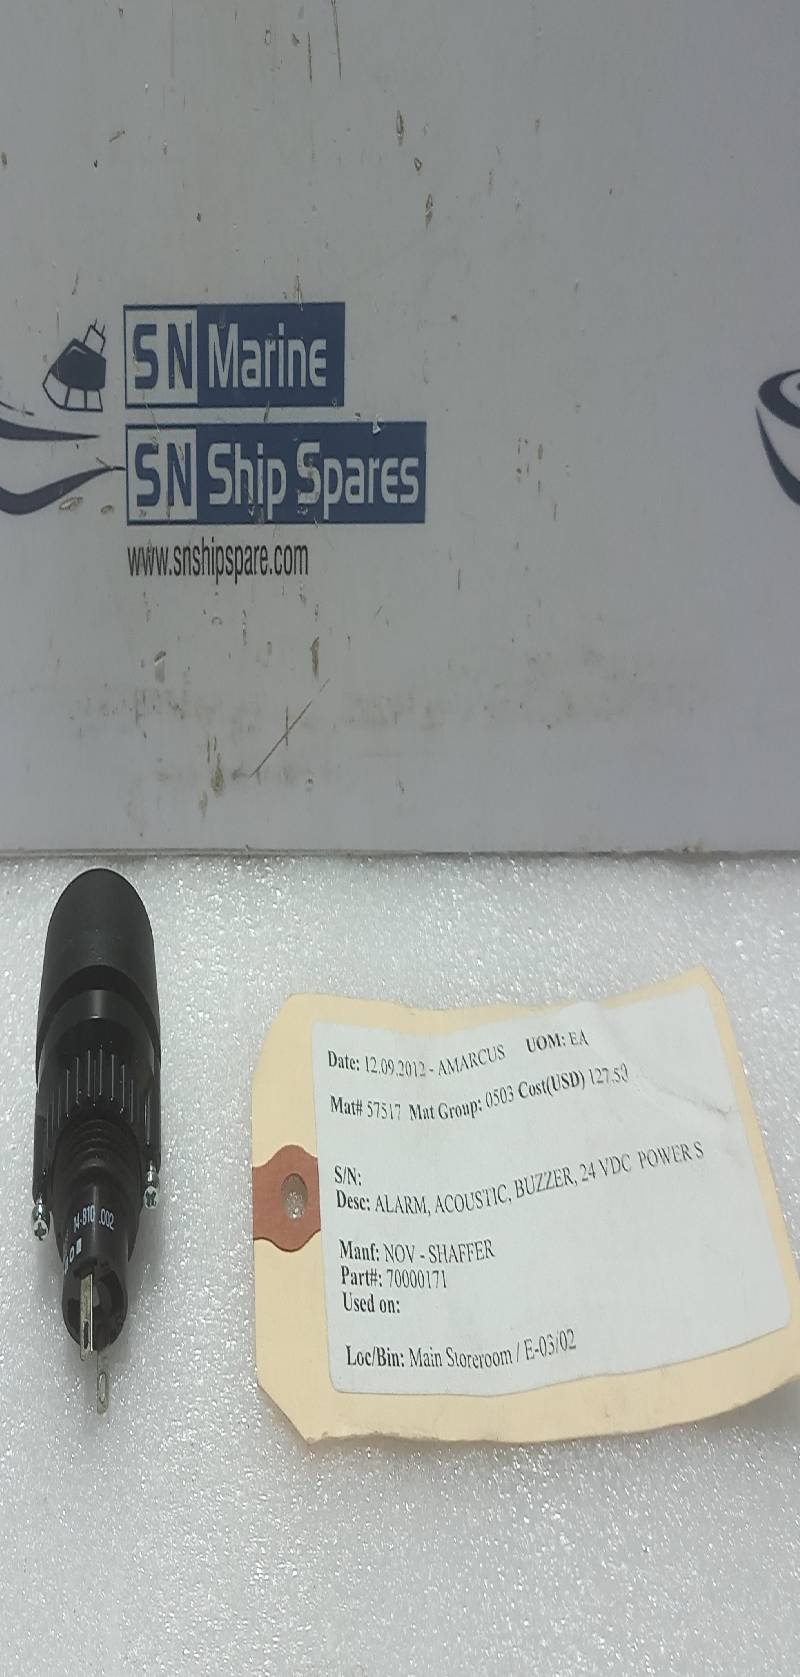 SN Marine
SN Ship Spares
www.snshipspare.com
Date: 12.09.2012 - AMARCUS UOM: EA
Mat# 57517 Mat Group: 0503 Cost(USD) 127.50
S/N:
Desc: ALARM, ACOUSTIC, BUZZER, 24 VDC POWER S
Manf: NOV - SHAFFER
Part#: 70000171
Used on:
Loc/Bin: Main Storeroom / E-03/02
.002